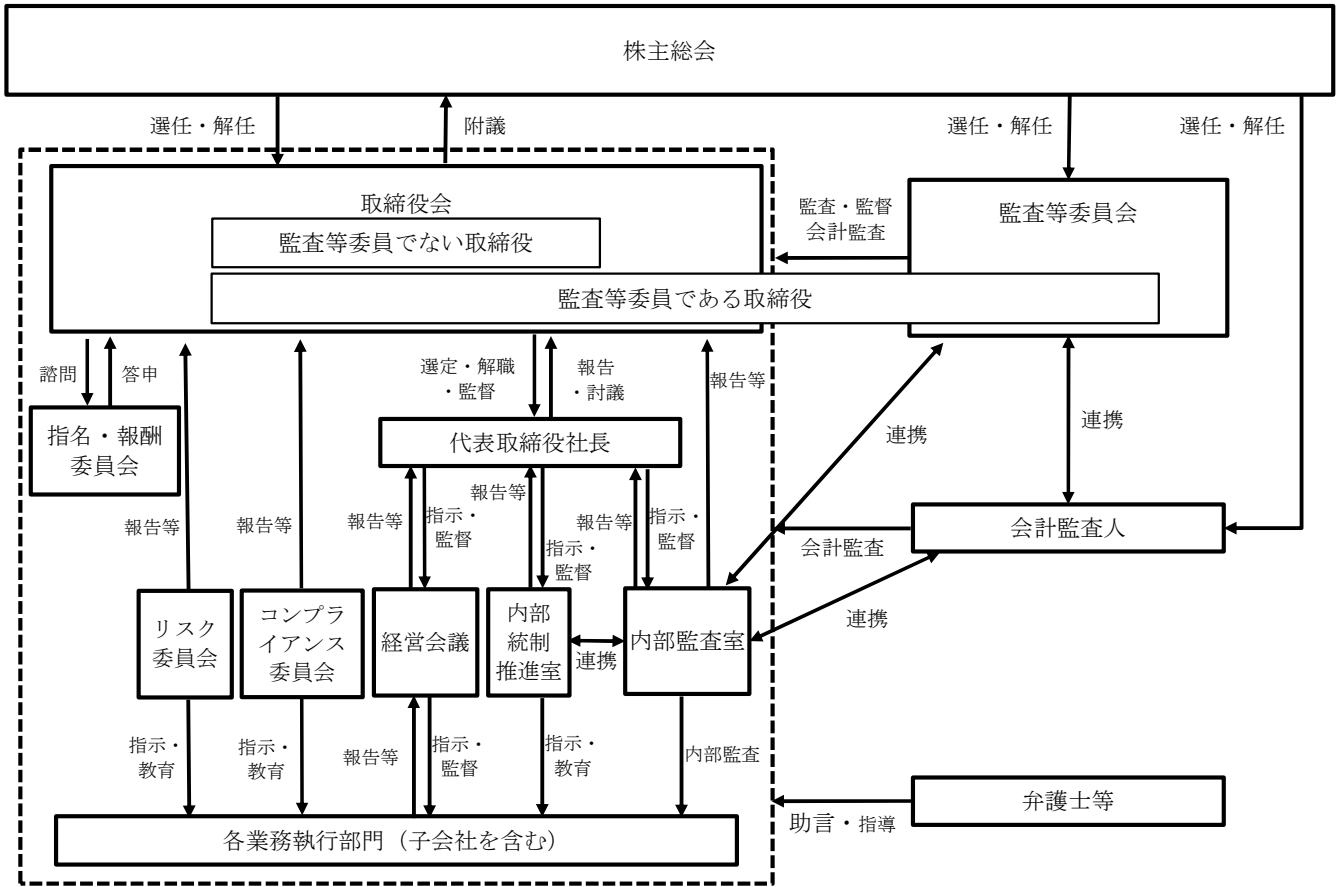 株主総会
選任・解任
附議
選任・解任
選任・解任
取締役会
監査等委員でない取締役
監査等委員である取締役
監査・監督
会計監査
監査等委員会
諮問
答申
選定・解職
・監督
報告
・討議
報告等
連携
連携
指名・報酬
委員会
代表取締役社長
報告等
報告等
報告等
指示・
監督
報告等
指示・
監督
報告等
指示・
監督
会計監査
会計監査人
連携
リスク
委員会
コンプラ
イアンス
委員会
経営会議
内部
統制
推進室
連携
内部監査室
指示・
教育
指示・
教育
報告等
指示・
監督
指示・
教育
内部監査
弁護士等
助言・指導
各業務執行部門（子会社を含む）